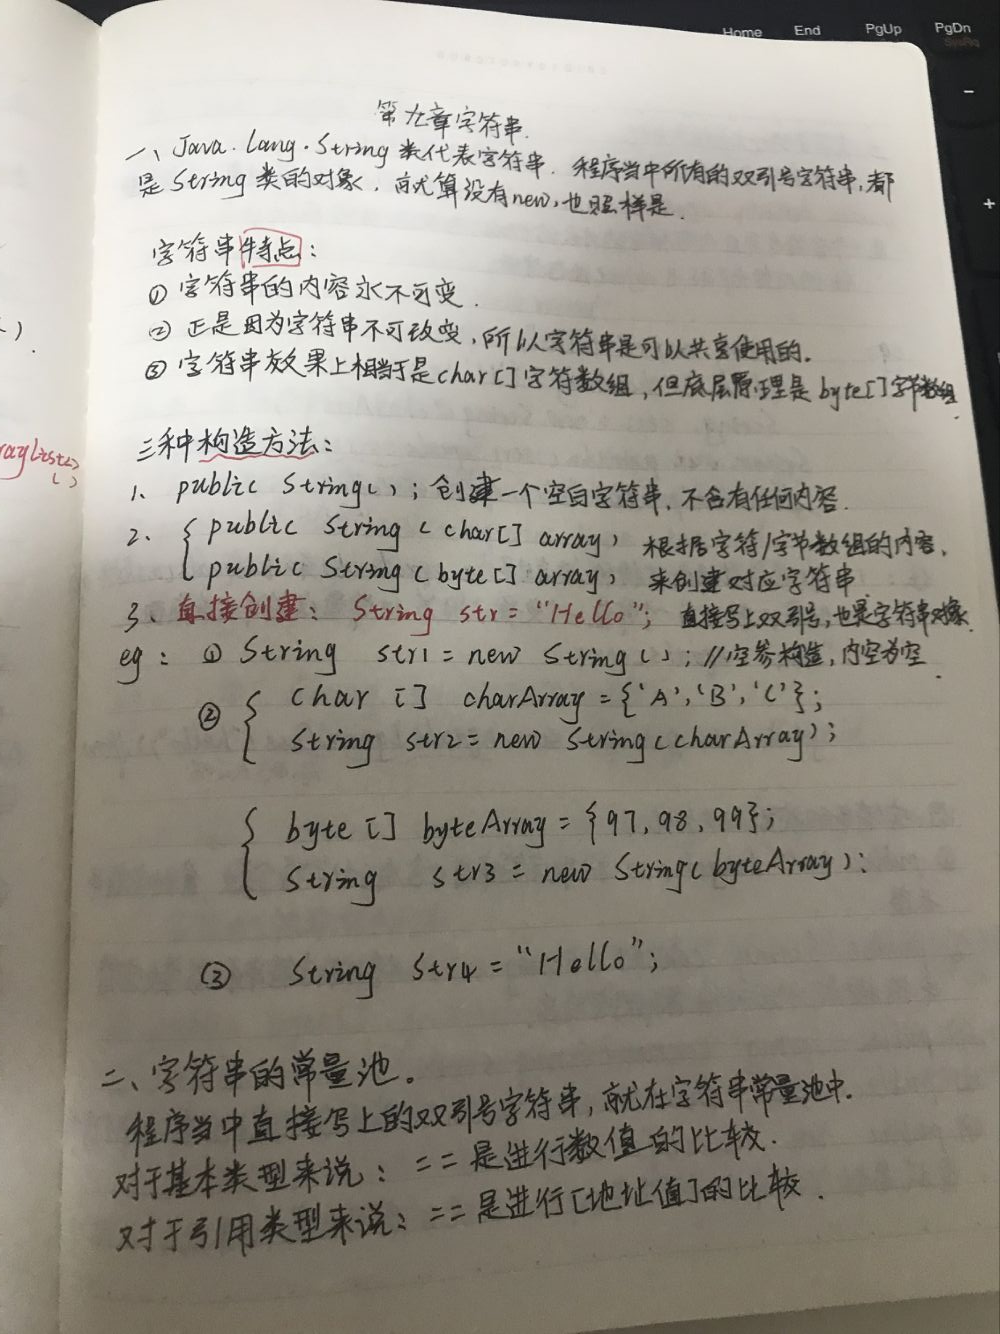 Home End PgUp PgDn
第九章字符串.
一、Java.Lang.String类代表字符串. 程序当中所有的双引号字符串,都
是String类的对象, 就算没有new,也照样是.
字符串特点:
① 字符串的内容永不可变.
② 正是因为字符串不可改变,所以字符串是可以共享使用的.
③ 字符串效果上相当于是char[]字符数组,但底层原理是byte[]字节数组.
三种构造方法:
1、public String(); 创建一个空白字符串,不含有任何内容.
2、{ public String (char[] array) 根据字符/字节数组的内容,
public String (byte[] array) 来创建对应字符串
3、直接创建: String str = "Hello"; 直接写上双引号,也是字符串对象.
eg: ① String str1 = new String(); //空参构造,内空为空.
② { char [] charArray = {'A','B','C'};
String str2 = new String(charArray);
{ byte [] byteArray = {97,98,99};
String str3 = new String(byteArray);
③ String str4 = "Hello";
二、字符串的常量池。
程序当中直接写上的双引号字符串,就在字符串常量池中.
对于基本类型来说: == 是进行数值的比较.
对于引用类型来说: == 是进行[地址值]的比较.